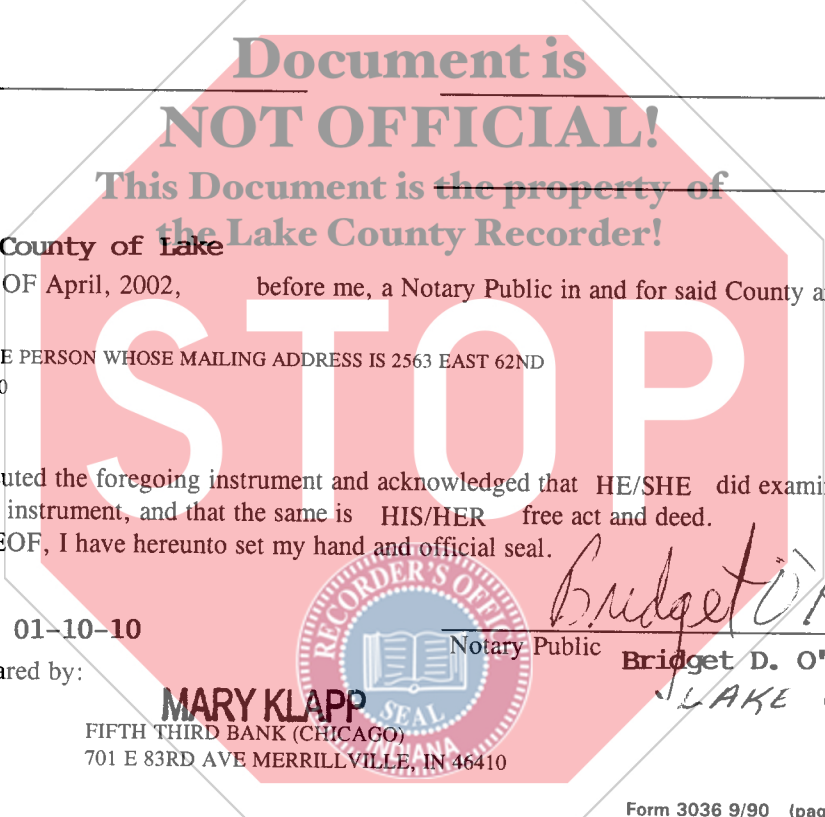 Document is
NOT OFFICIAL!
This Document is the property of
the Lake County Recorder!
County of Lake
OF April, 2002, before me, a Notary Public in and for said County a
E PERSON WHOSE MAILING ADDRESS IS 2563 EAST 62ND
0
STOP
uted the foregoing instrument and acknowledged that HE/SHE did exami
instrument, and that the same is HIS/HER free act and deed.
EOF, I have hereunto set my hand and official seal.
Bridget O'
RECORDER'S OFFICE
SEAL
INDIANA
01-10-10
Notary Public
Bridget D. O'
LAKE
ared by:
MARY KLAPP
FIFTH THIRD BANK (CHICAGO)
701 E 83RD AVE MERRILLVILLE, IN 46410
Form 3036 9/90 (pag